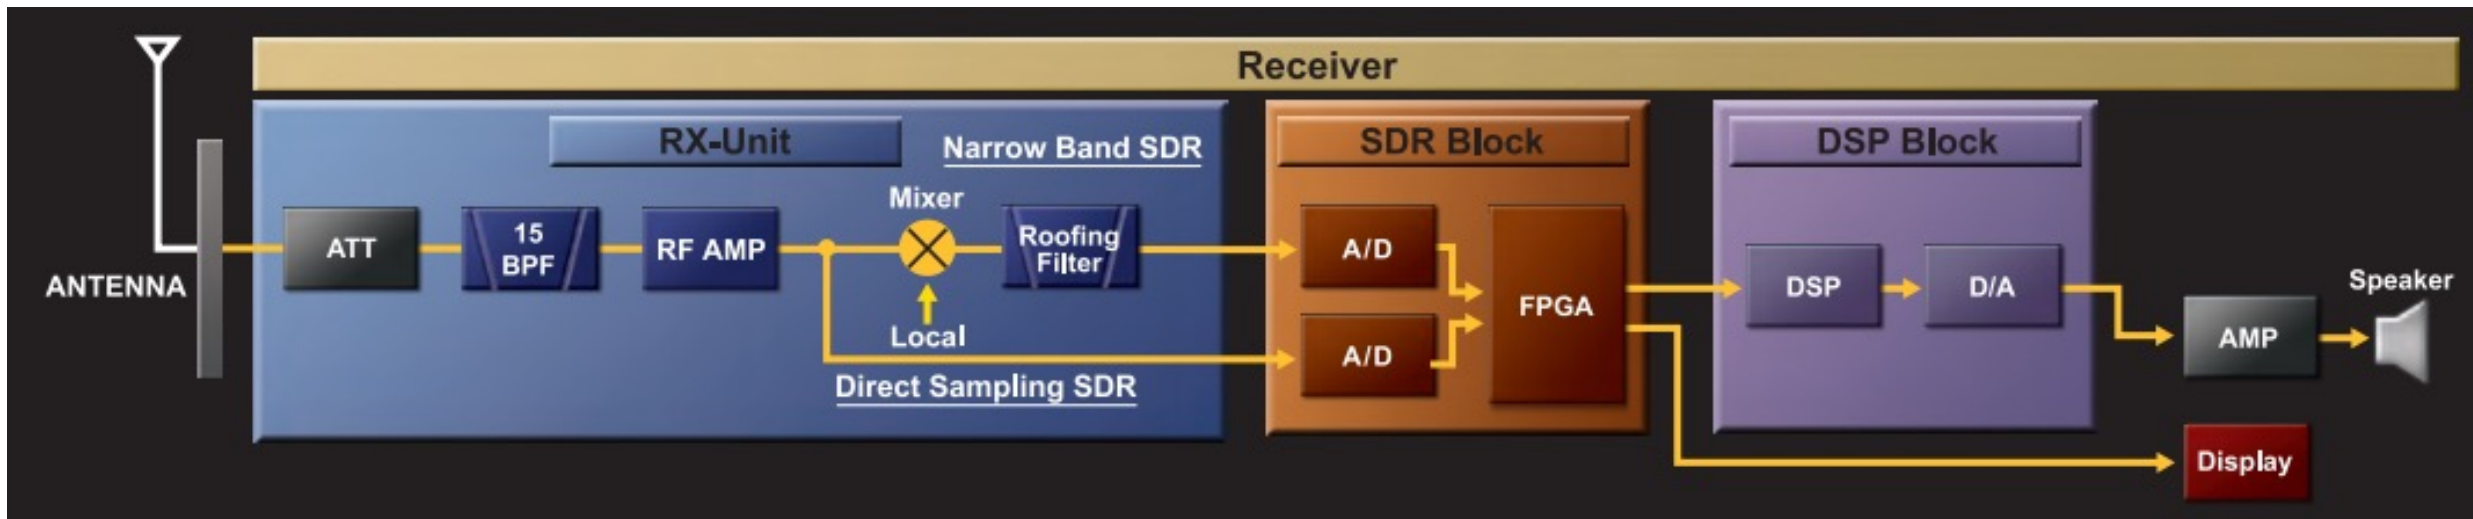 Receiver
RX-Unit
Narrow Band SDR
SDR Block
DSP Block
ANTENNA
ATT
15
BPF
RF AMP
Mixer
Local
Roofing
Filter
Direct Sampling SDR
A/D
A/D
FPGA
DSP
D/A
AMP
Speaker
Display